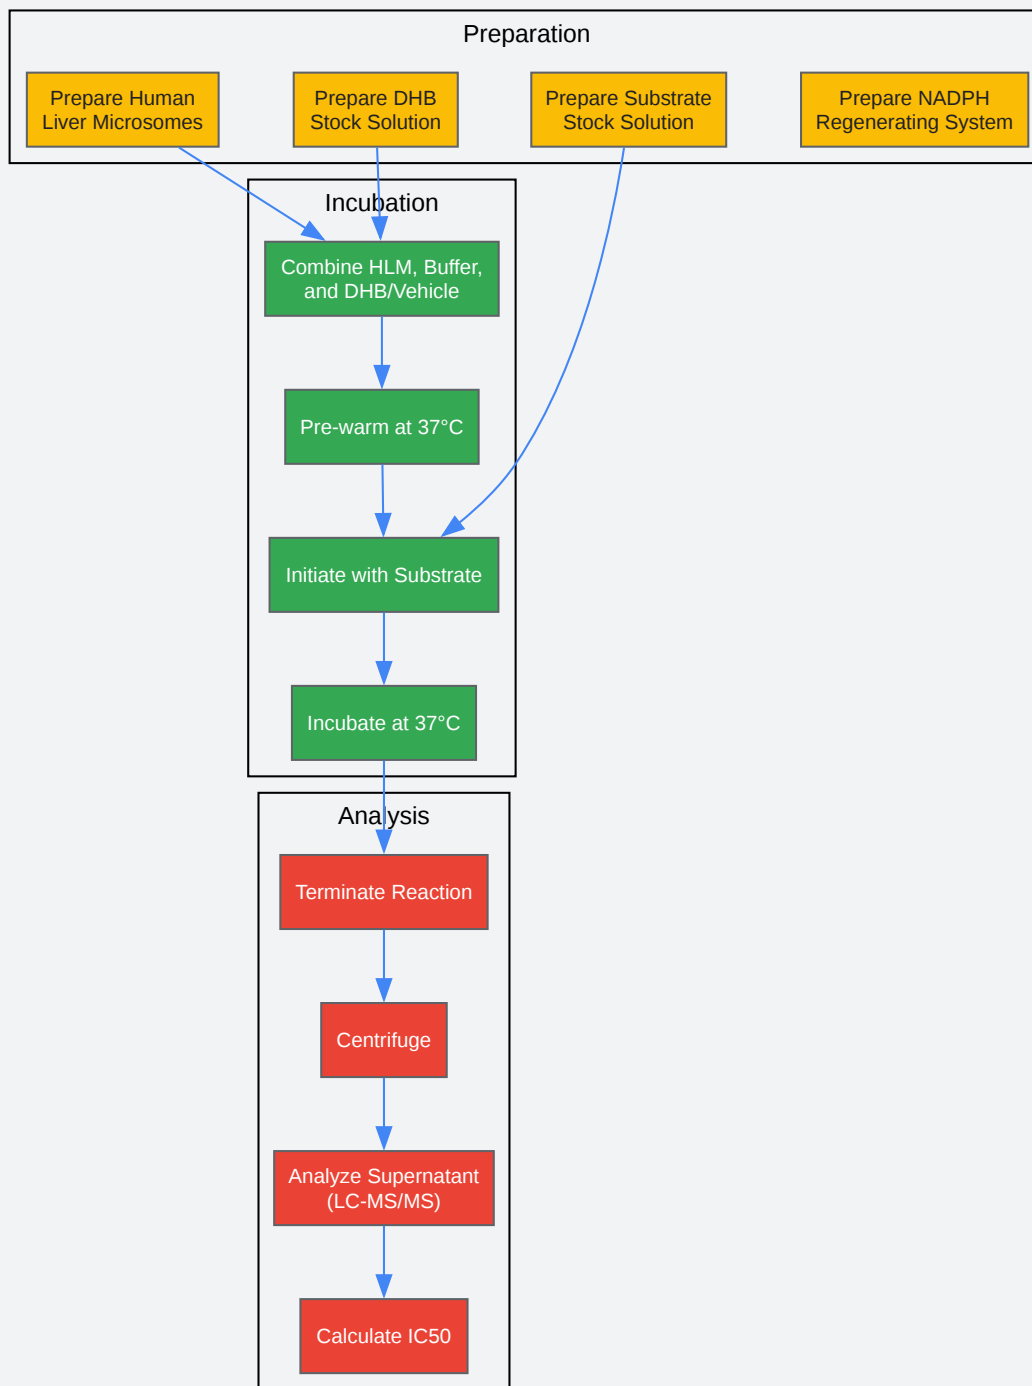 Preparation
Prepare Human
Liver Microsomes
Prepare DHB
Stock Solution
Prepare Substrate
Stock Solution
Prepare NADPH
Regenerating System
Incubation
Combine HLM, Buffer,
and DHB/Vehicle
Pre-warm at 37°C
Initiate with Substrate
Incubate at 37°C
Analysis
Terminate Reaction
Centrifuge
Analyze Supernatant
(LC-MS/MS)
Calculate IC50